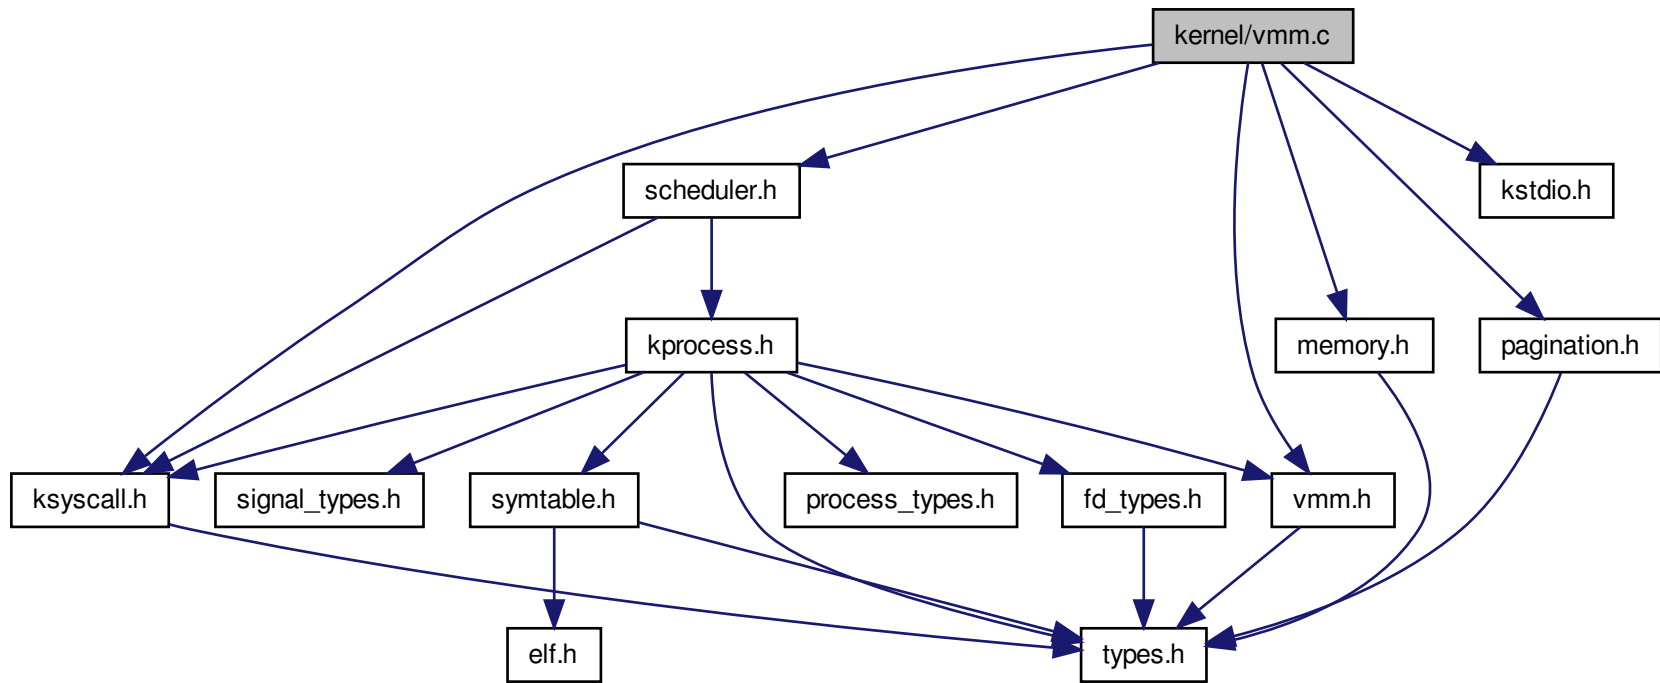 kernel/vmm.c
scheduler.h
kstdio.h
kprocess.h
memory.h
pagination.h
ksyscall.h
signal_types.h
symtable.h
process_types.h
fd_types.h
vmm.h
elf.h
types.h